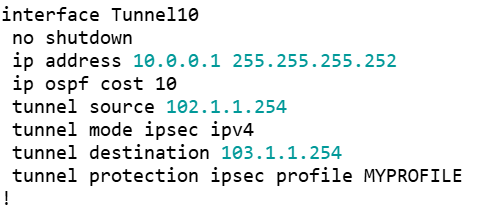 interface Tunnel10
no shutdown
ip address 10.0.0.1 255.255.255.252
ip ospf cost 10
tunnel source 102.1.1.254
tunnel mode ipsec ipv4
tunnel destination 103.1.1.254
tunnel protection ipsec profile MYPROFILE
!